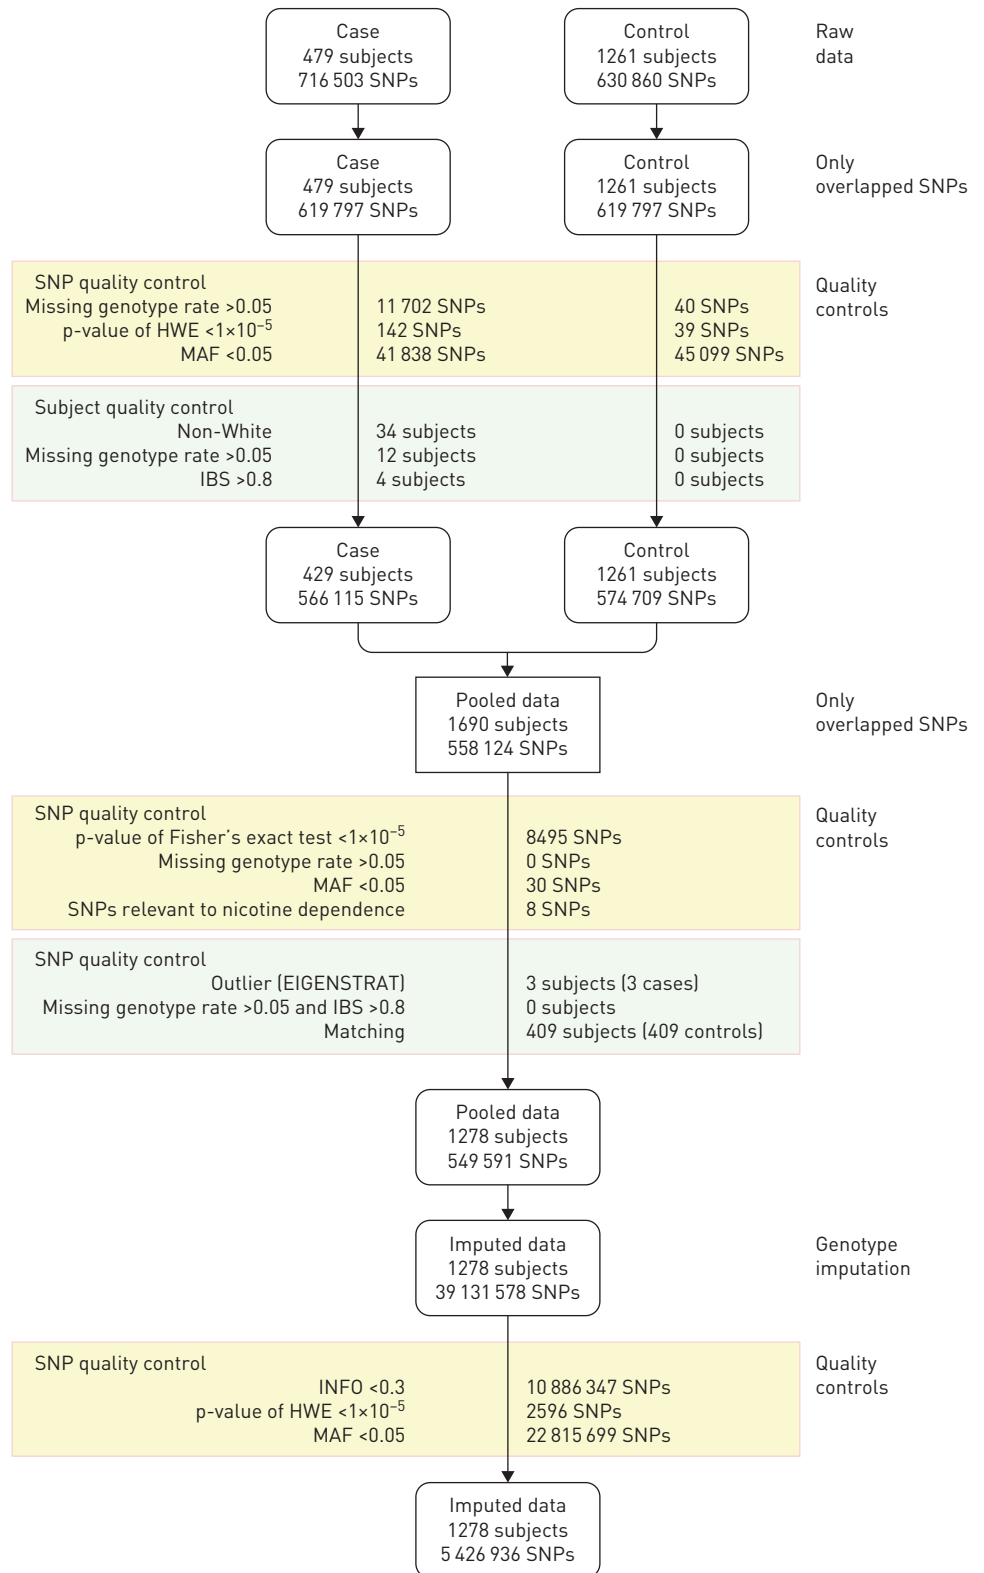 Case
479 subjects
716 503 SNPs
Control
1261 subjects
630 860 SNPs
Raw
data
Case
479 subjects
619 797 SNPs
Control
1261 subjects
619 797 SNPs
Only
overlapped SNPs
SNP quality control
Missing genotype rate >0.05 11 702 SNPs 40 SNPs
p-value of HWE <1×10⁻⁵ 142 SNPs 39 SNPs
MAF <0.05 41 838 SNPs 45 099 SNPs
Quality
controls
Subject quality control
Non-White 34 subjects 0 subjects
Missing genotype rate >0.05 12 subjects 0 subjects
IBS >0.8 4 subjects 0 subjects
Case
429 subjects
566 115 SNPs
Control
1261 subjects
574 709 SNPs
Pooled data
1690 subjects
558 124 SNPs
Only
overlapped SNPs
SNP quality control
p-value of Fisher's exact test <1×10⁻⁵ 8495 SNPs
Missing genotype rate >0.05 0 SNPs
MAF <0.05 30 SNPs
SNPs relevant to nicotine dependence 8 SNPs
Quality
controls
SNP quality control
Outlier (EIGENSTRAT) 3 subjects (3 cases)
Missing genotype rate >0.05 and IBS >0.8 0 subjects
Matching 409 subjects (409 controls)
Pooled data
1278 subjects
549 591 SNPs
Imputed data
1278 subjects
39 131 578 SNPs
Genotype
imputation
SNP quality control
INFO <0.3 10 886 347 SNPs
p-value of HWE <1×10⁻⁵ 2596 SNPs
MAF <0.05 22 815 699 SNPs
Quality
controls
Imputed data
1278 subjects
5 426 936 SNPs